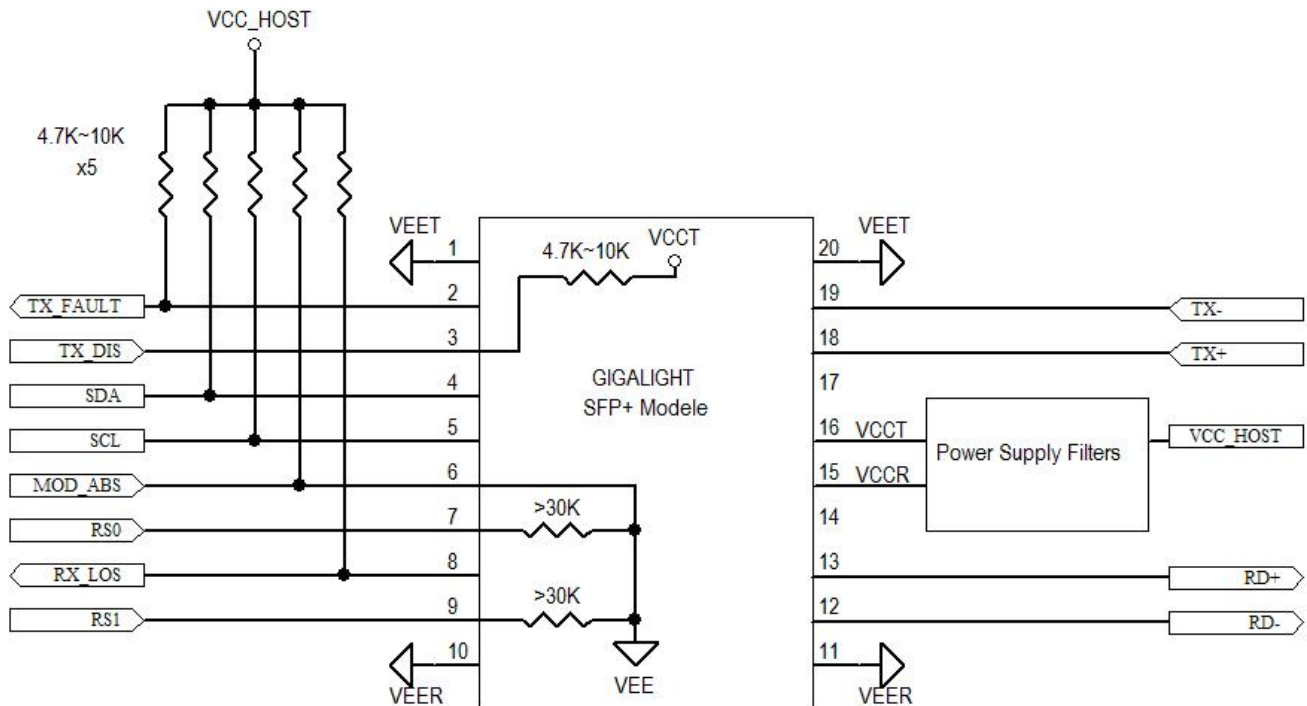 VCC_HOST
4.7K~10K
x5
VEET
1
4.7K~10K
VCCT
20
VEET
TX_FAULT
2
19
TX-
TX_DIS
3
18
TX+
SDA
4
GIGALIGHT
SFP+ Modele
17
SCL
5
16
VCCT
Power Supply Filters
VCC_HOST
MOD_ABS
6
15
VCCR
RS0
7
>30K
14
RX_LOS
8
13
RD+
RS1
9
>30K
12
RD-
10
VEER
VEE
11
VEER